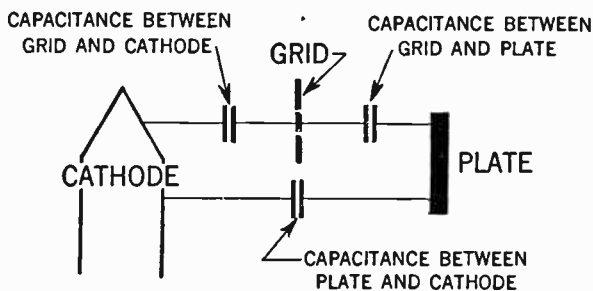 CAPACITANCE BETWEEN
GRID AND CATHODE
GRID
CAPACITANCE BETWEEN
GRID AND PLATE
CATHODE
PLATE
CAPACITANCE BETWEEN
PLATE AND CATHODE